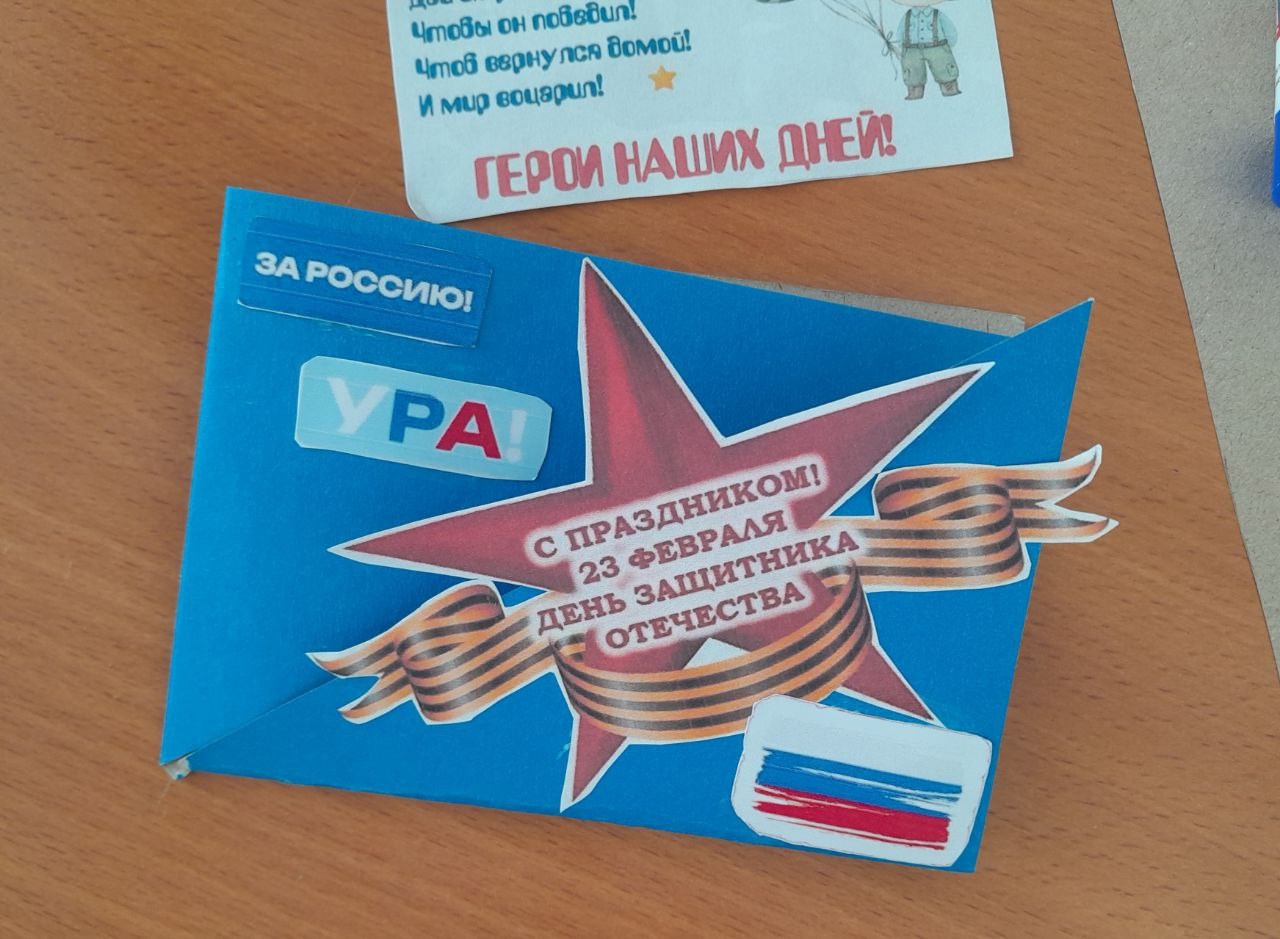 Чтобы он победил!
Чтоб вернулся домой!
И мир воцарил!
ГЕРОИ НАШИХ ДНЕЙ!
ЗА РОССИЮ!
УРА!
С ПРАЗДНИКОМ!
23 ФЕВРАЛЯ
ДЕНЬ ЗАЩИТНИКА
ОТЕЧЕСТВА